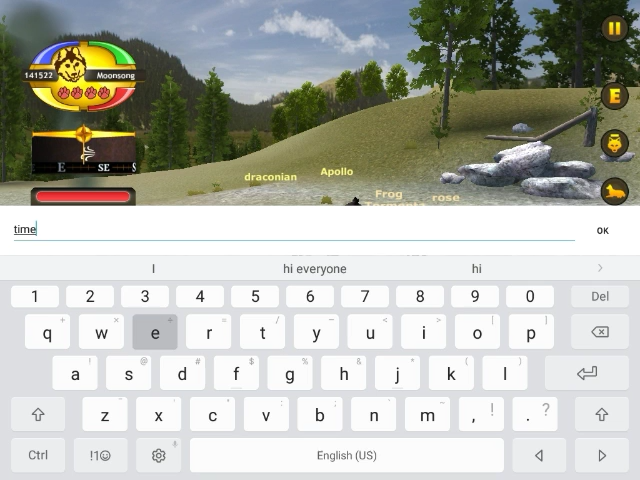 141522 Moonsong
E
E SE S
draconian Apollo
Frog rose
time OK
I hi everyone hi
1 2 3 4 5 6 7 8 9 0 Del
q w e r t y u i o p
a s d f g h j k l
z x c v b n m , ! . ?
Ctrl !1☺ English (US)